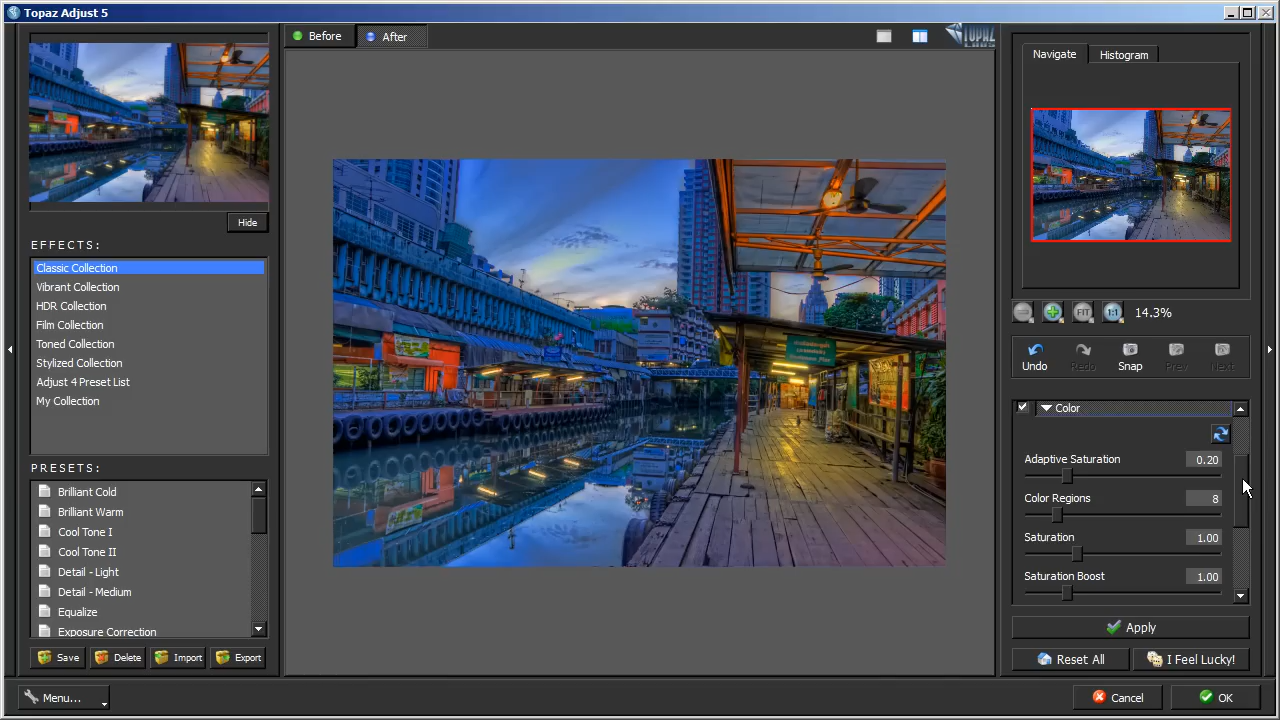 Topaz Adjust 5
Before
After
TOPAZ
Navigate
Histogram
Hide
EFFECTS:
Classic Collection
Vibrant Collection
HDR Collection
Film Collection
Toned Collection
Stylized Collection
Adjust 4 Preset List
My Collection
PRESETS:
Brilliant Cold
Brilliant Warm
Cool Tone I
Cool Tone II
Detail - Light
Detail - Medium
Equalize
Exposure Correction
Save
Delete
Import
Export
FIT
1:1
14.3%
Undo
Redo
Snap
Prev
Next
Color
Adaptive Saturation
0.20
Color Regions
8
Saturation
1.00
Saturation Boost
1.00
Apply
Reset All
I Feel Lucky!
Menu...
Cancel
OK